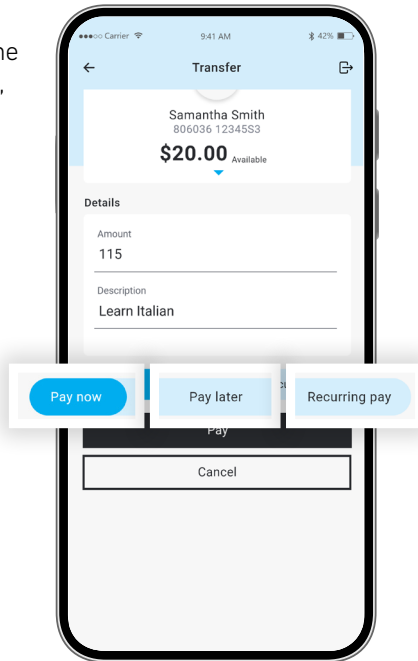 ne
,
Carrier 9:41 AM 42%
Transfer
Samantha Smith
806036 12345S3
$20.00 Available
Details
Amount
115
Description
Learn Italian
Pay now Pay later Recurring pay
Pay
Cancel